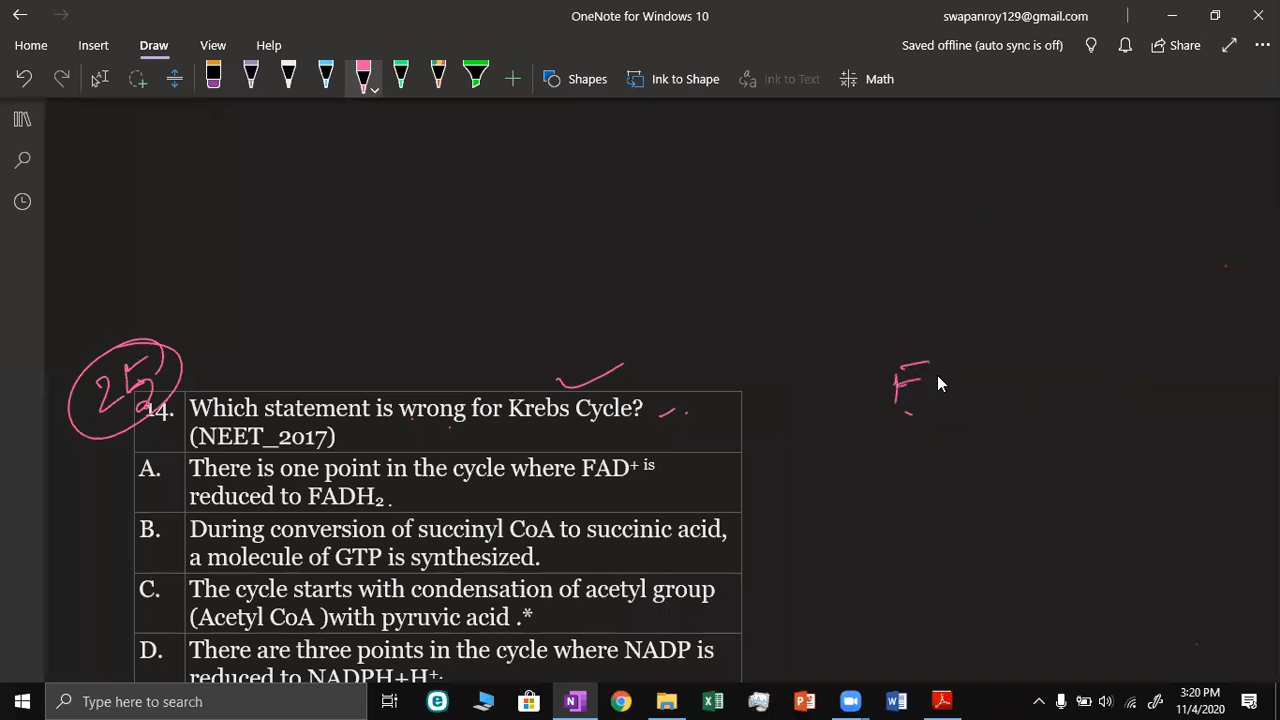 OneNote for Windows 10
swapanroy129@gmail.com
Home Insert Draw View Help
Saved offline (auto sync is off)
Share
Shapes
Ink to Shape
Ink to Text
Math
25
F
14. Which statement is wrong for Krebs Cycle?
(NEET_2017)
A. There is one point in the cycle where FAD+ is
reduced to FADH2 .
B. During conversion of succinyl CoA to succinic acid,
a molecule of GTP is synthesized.
C. The cycle starts with condensation of acetyl group
(Acetyl CoA )with pyruvic acid .*
D. There are three points in the cycle where NADP is
reduced to NADPH+H+.
Type here to search
3:20 PM
11/4/2020